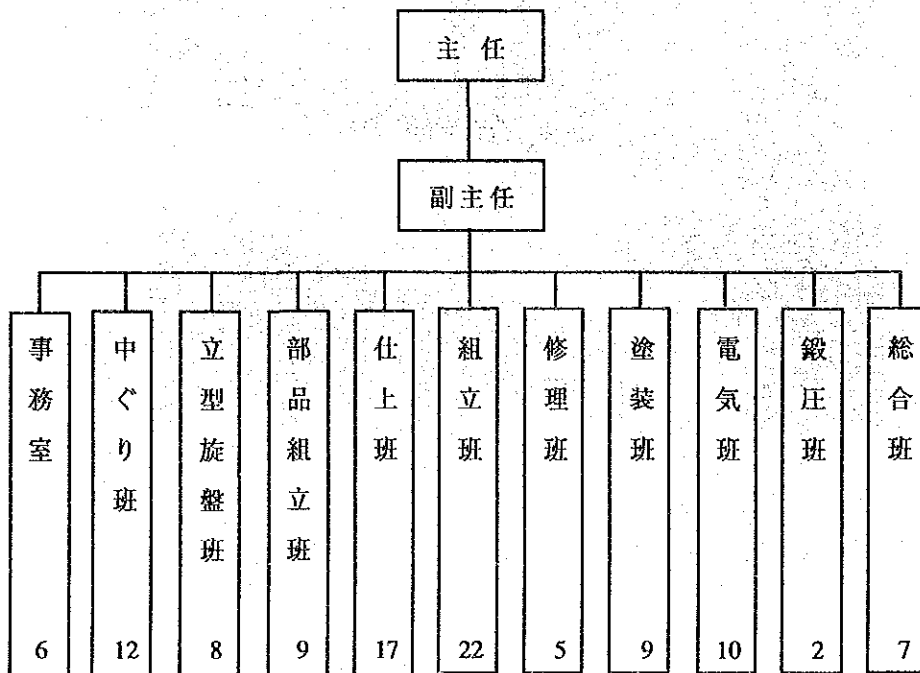 主任
副主任
事務室
6
中ぐり班
12
立型旋盤班
8
部品組立班
9
仕上班
17
組立班
22
修理班
5
塗装班
9
電気班
10
鍛圧班
2
総合班
7